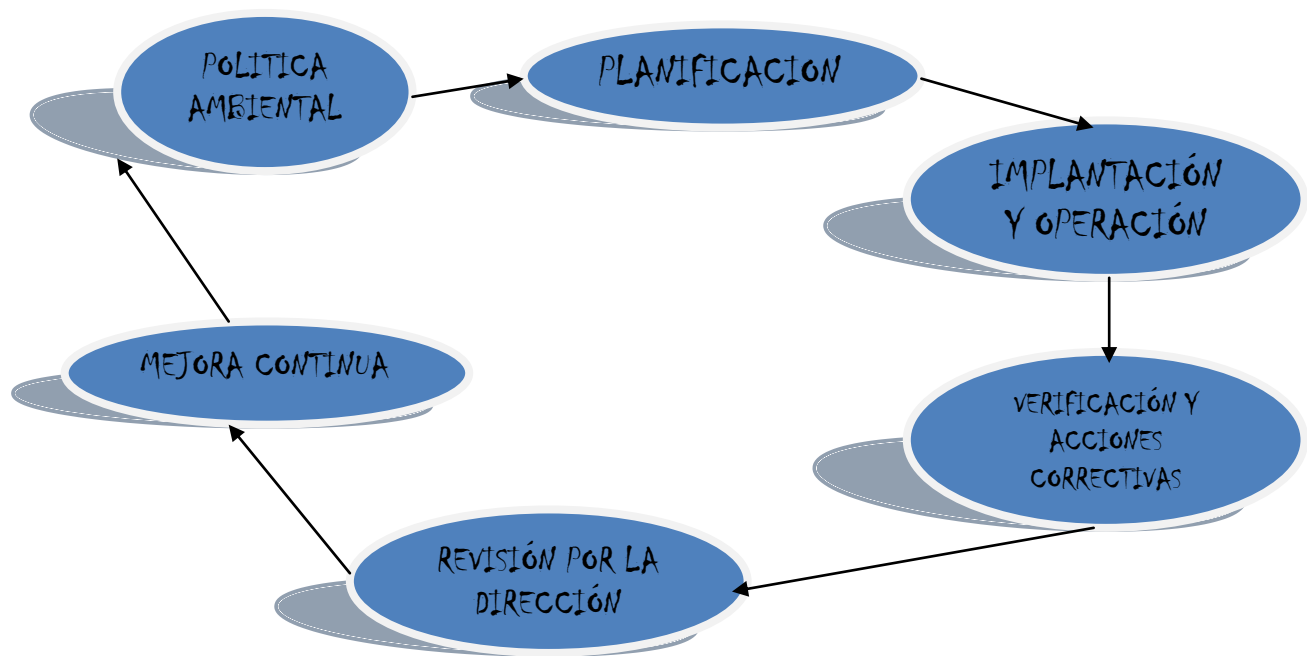 POLITICA
AMBIENTAL
PLANIFICACION
IMPLANTACIÓN
Y OPERACIÓN
VERIFICACIÓN Y
ACCIONES
CORRECTIVAS
REVISIÓN POR LA
DIRECCIÓN
MEJORA CONTINUA